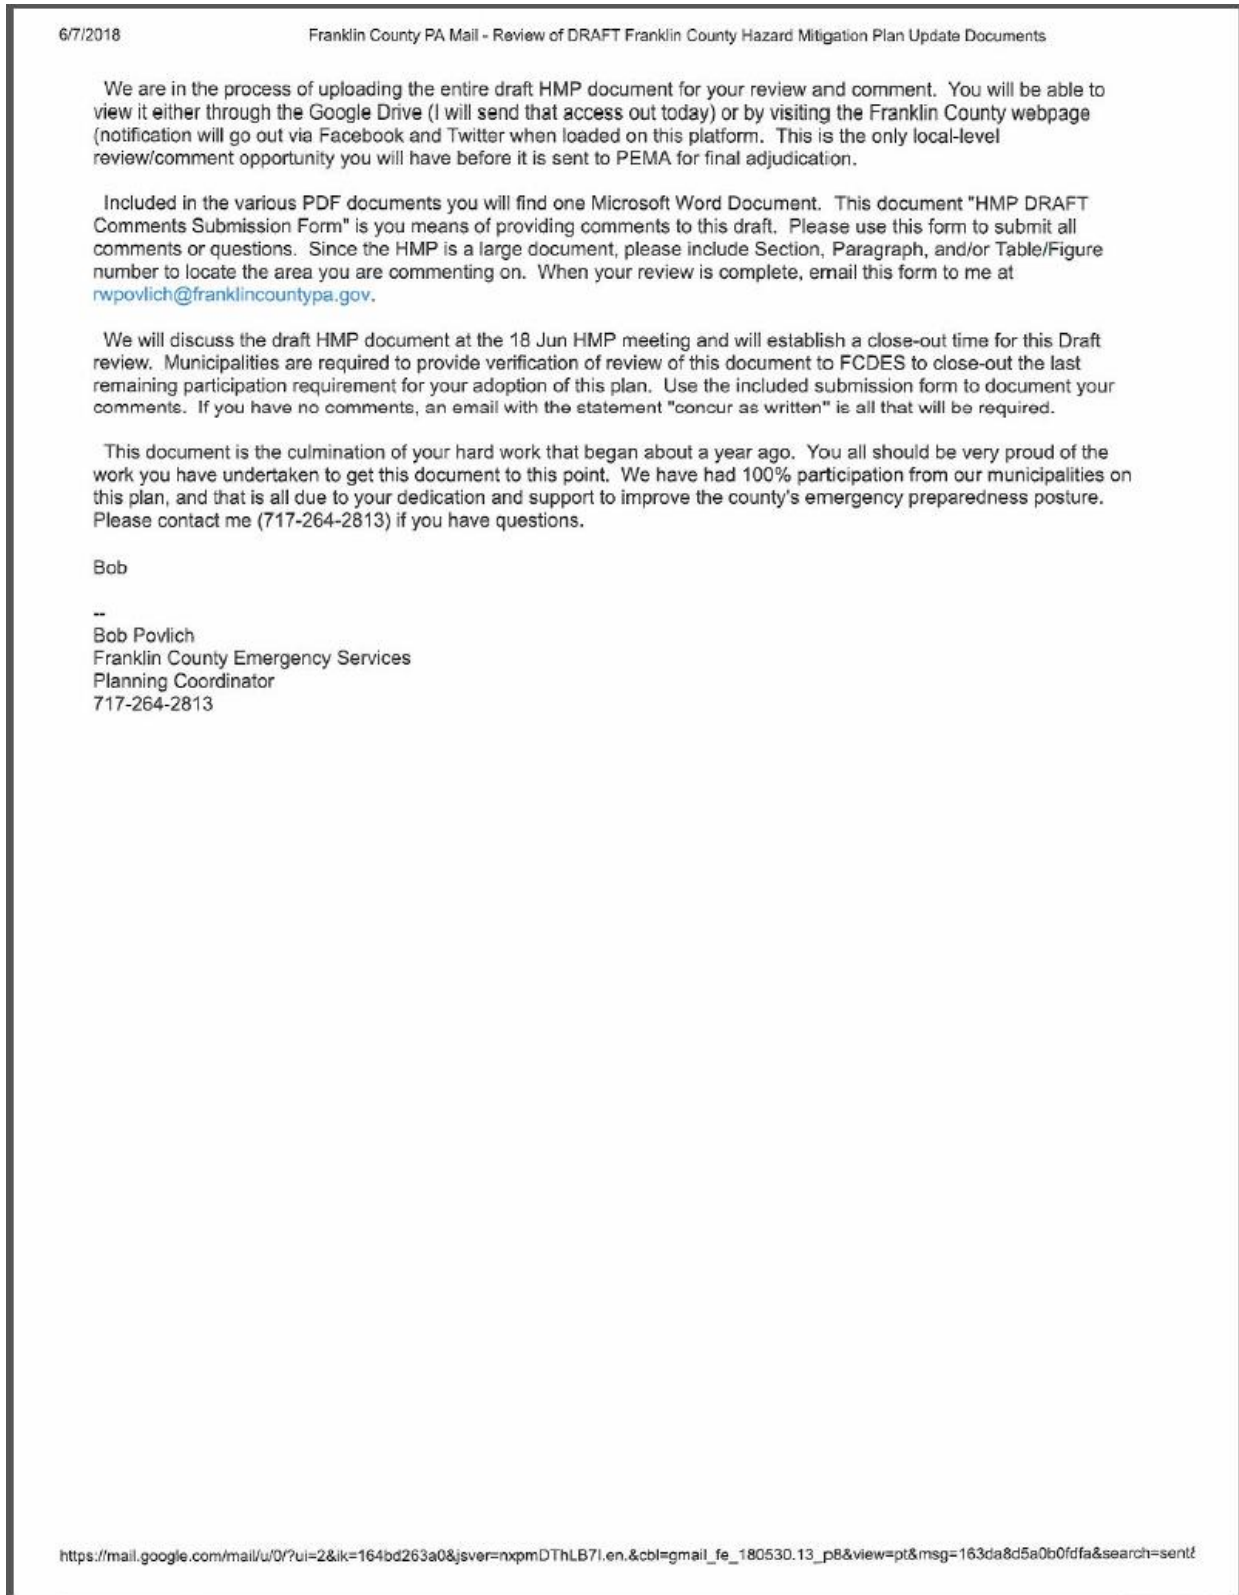 6/7/2018 Franklin County PA Mail - Review of DRAFT Franklin County Hazard Mitigation Plan Update Documents
We are in the process of uploading the entire draft HMP document for your review and comment. You will be able to
view it either through the Google Drive (I will send that access out today) or by visiting the Franklin County webpage
(notification will go out via Facebook and Twitter when loaded on this platform. This is the only local-level
review/comment opportunity you will have before it is sent to PEMA for final adjudication.
Included in the various PDF documents you will find one Microsoft Word Document. This document "HMP DRAFT
Comments Submission Form" is you means of providing comments to this draft. Please use this form to submit all
comments or questions. Since the HMP is a large document, please include Section, Paragraph, and/or Table/Figure
number to locate the area you are commenting on. When your review is complete, email this form to me at
rwpovlich@franklincountypa.gov.
We will discuss the draft HMP document at the 18 Jun HMP meeting and will establish a close-out time for this Draft
review. Municipalities are required to provide verification of review of this document to FCDES to close-out the last
remaining participation requirement for your adoption of this plan. Use the included submission form to document your
comments. If you have no comments, an email with the statement "concur as written" is all that will be required.
This document is the culmination of your hard work that began about a year ago. You all should be very proud of the
work you have undertaken to get this document to this point. We have had 100% participation from our municipalities on
this plan, and that is all due to your dedication and support to improve the county's emergency preparedness posture.
Please contact me (717-264-2813) if you have questions.
Bob
--
Bob Povlich
Franklin County Emergency Services
Planning Coordinator
717-264-2813
https://mail.google.com/mail/u/0/?ui=2&ik=164bd263a0&jsver=nxpmDThLB7I.en.&cbl=gmail_fe_180530.13_p8&view=pt&msg=163da8d5a0b0fdfa&search=sent&